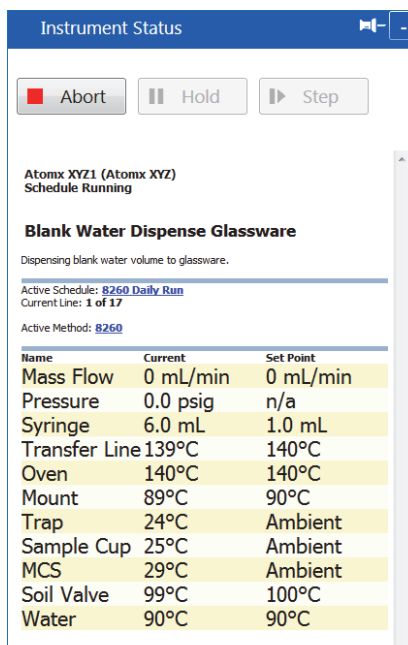 Instrument Status
Abort Hold Step
Atomx XYZ1 (Atomx XYZ)
Schedule Running
Blank Water Dispense Glassware
Dispensing blank water volume to glassware.
Active Schedule: 8260 Daily Run
Current Line: 1 of 17
Active Method: 8260
Name Current Set Point
Mass Flow 0 mL/min 0 mL/min
Pressure 0.0 psig n/a
Syringe 6.0 mL 1.0 mL
Transfer Line 139°C 140°C
Oven 140°C 140°C
Mount 89°C 90°C
Trap 24°C Ambient
Sample Cup 25°C Ambient
MCS 29°C Ambient
Soil Valve 99°C 100°C
Water 90°C 90°C